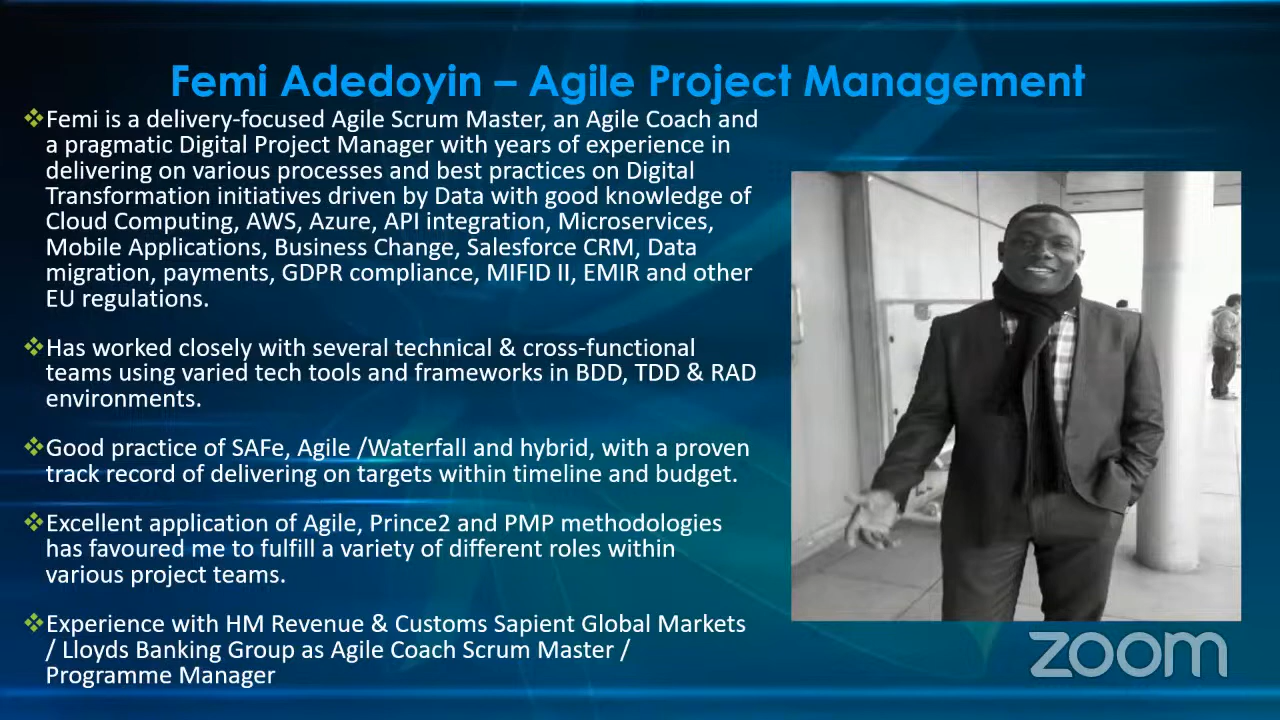 Femi Adedoyin – Agile Project Management
❖Femi is a delivery-focused Agile Scrum Master, an Agile Coach and
a pragmatic Digital Project Manager with years of experience in
delivering on various processes and best practices on Digital
Transformation initiatives driven by Data with good knowledge of
Cloud Computing, AWS, Azure, API integration, Microservices,
Mobile Applications, Business Change, Salesforce CRM, Data
migration, payments, GDPR compliance, MIFID II, EMIR and other
EU regulations.
❖Has worked closely with several technical & cross-functional
teams using varied tech tools and frameworks in BDD, TDD & RAD
environments.
❖Good practice of SAFe, Agile /Waterfall and hybrid, with a proven
track record of delivering on targets within timeline and budget.
❖Excellent application of Agile, Prince2 and PMP methodologies
has favoured me to fulfill a variety of different roles within
various project teams.
❖Experience with HM Revenue & Customs Sapient Global Markets
/ Lloyds Banking Group as Agile Coach Scrum Master /
Programme Manager
zoom